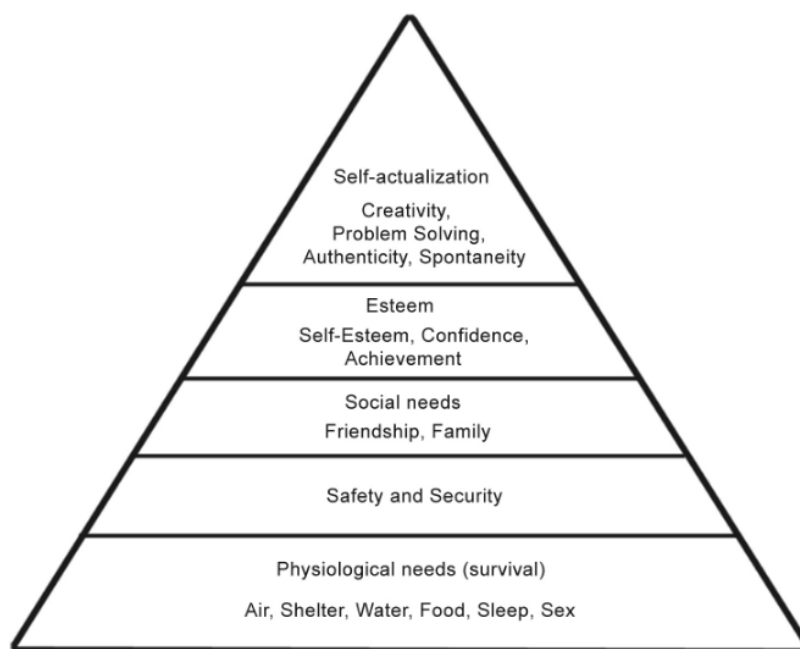 Self-actualization
Creativity,
Problem Solving,
Authenticity, Spontaneity
Esteem
Self-Esteem, Confidence,
Achievement
Social needs
Friendship, Family
Safety and Security
Physiological needs (survival)
Air, Shelter, Water, Food, Sleep, Sex